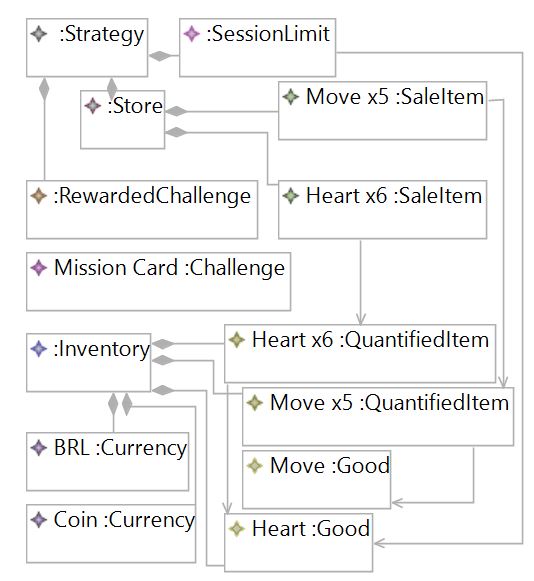 :Strategy
:SessionLimit
:Store
Move x5 :SaleItem
:RewardedChallenge
Heart x6 :SaleItem
Mission Card :Challenge
:Inventory
Heart x6 :QuantifiedItem
Move x5 :QuantifiedItem
BRL :Currency
Move :Good
Coin :Currency
Heart :Good